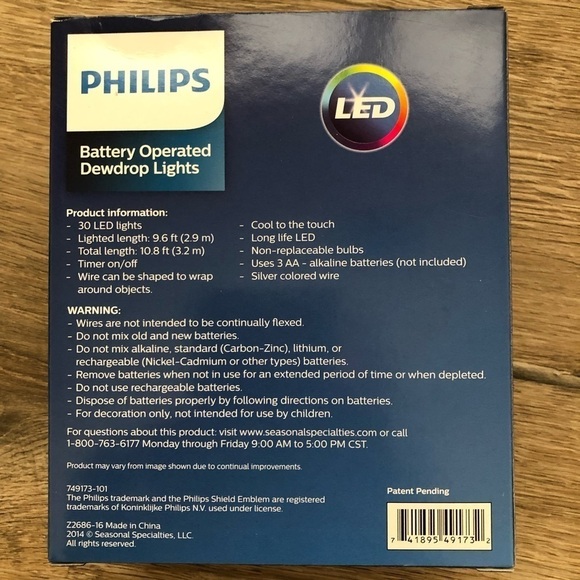 PHILIPS
LED
Battery Operated
Dewdrop Lights
Product information:
- 30 LED lights
- Lighted length: 9.6 ft (2.9 m)
- Total length: 10.8 ft (3.2 m)
- Timer on/off
- Wire can be shaped to wrap
around objects.
- Cool to the touch
- Long life LED
- Non-replaceable bulbs
- Uses 3 AA - alkaline batteries (not included)
- Silver colored wire
WARNING:
- Wires are not intended to be continually flexed.
- Do not mix old and new batteries.
- Do not mix alkaline, standard (Carbon-Zinc), lithium, or
rechargeable (Nickel-Cadmium or other types) batteries.
- Remove batteries when not in use for an extended period of time or when depleted.
- Do not use rechargeable batteries.
- Dispose of batteries properly by following directions on batteries.
- For decoration only, not intended for use by children.
For questions about this product: visit www.seasonalspecialties.com or call
1-800-763-6177 Monday through Friday 9:00 AM to 5:00 PM CST.
Product may vary from image shown due to continual improvements.
749173-101
The Philips trademark and the Philips Shield Emblem are registered
trademarks of Koninklijke Philips N.V. used under license.
Z2686-16 Made in China
2014 © Seasonal Specialties, LLC.
All rights reserved.
Patent Pending
7 41895 49173 2